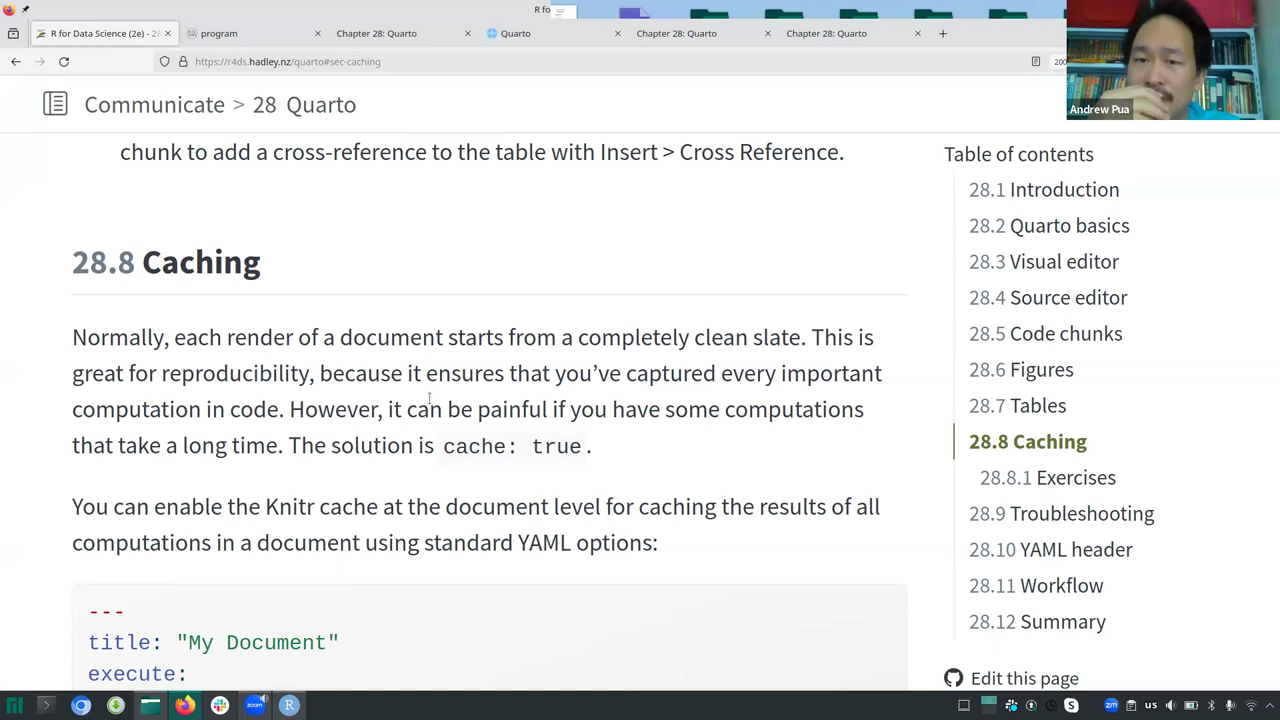 R fo
R for Data Science (2e) - 28
program
Chapter 28: Quarto
Quarto
Chapter 28: Quarto
Chapter 28: Quarto
https://r4ds.hadley.nz/quarto#sec-caching
200
Andrew Pua
Communicate > 28 Quarto
chunk to add a cross-reference to the table with Insert > Cross Reference.
28.8 Caching
Normally, each render of a document starts from a completely clean slate. This is
great for reproducibility, because it ensures that you’ve captured every important
computation in code. However, it can be painful if you have some computations
that take a long time. The solution is cache: true.
You can enable the Knitr cache at the document level for caching the results of all
computations in a document using standard YAML options:
---
title: "My Document"
execute:
Table of contents
28.1 Introduction
28.2 Quarto basics
28.3 Visual editor
28.4 Source editor
28.5 Code chunks
28.6 Figures
28.7 Tables
28.8 Caching
28.8.1 Exercises
28.9 Troubleshooting
28.10 YAML header
28.11 Workflow
28.12 Summary
Edit this page
zoom
R
S
zm
us